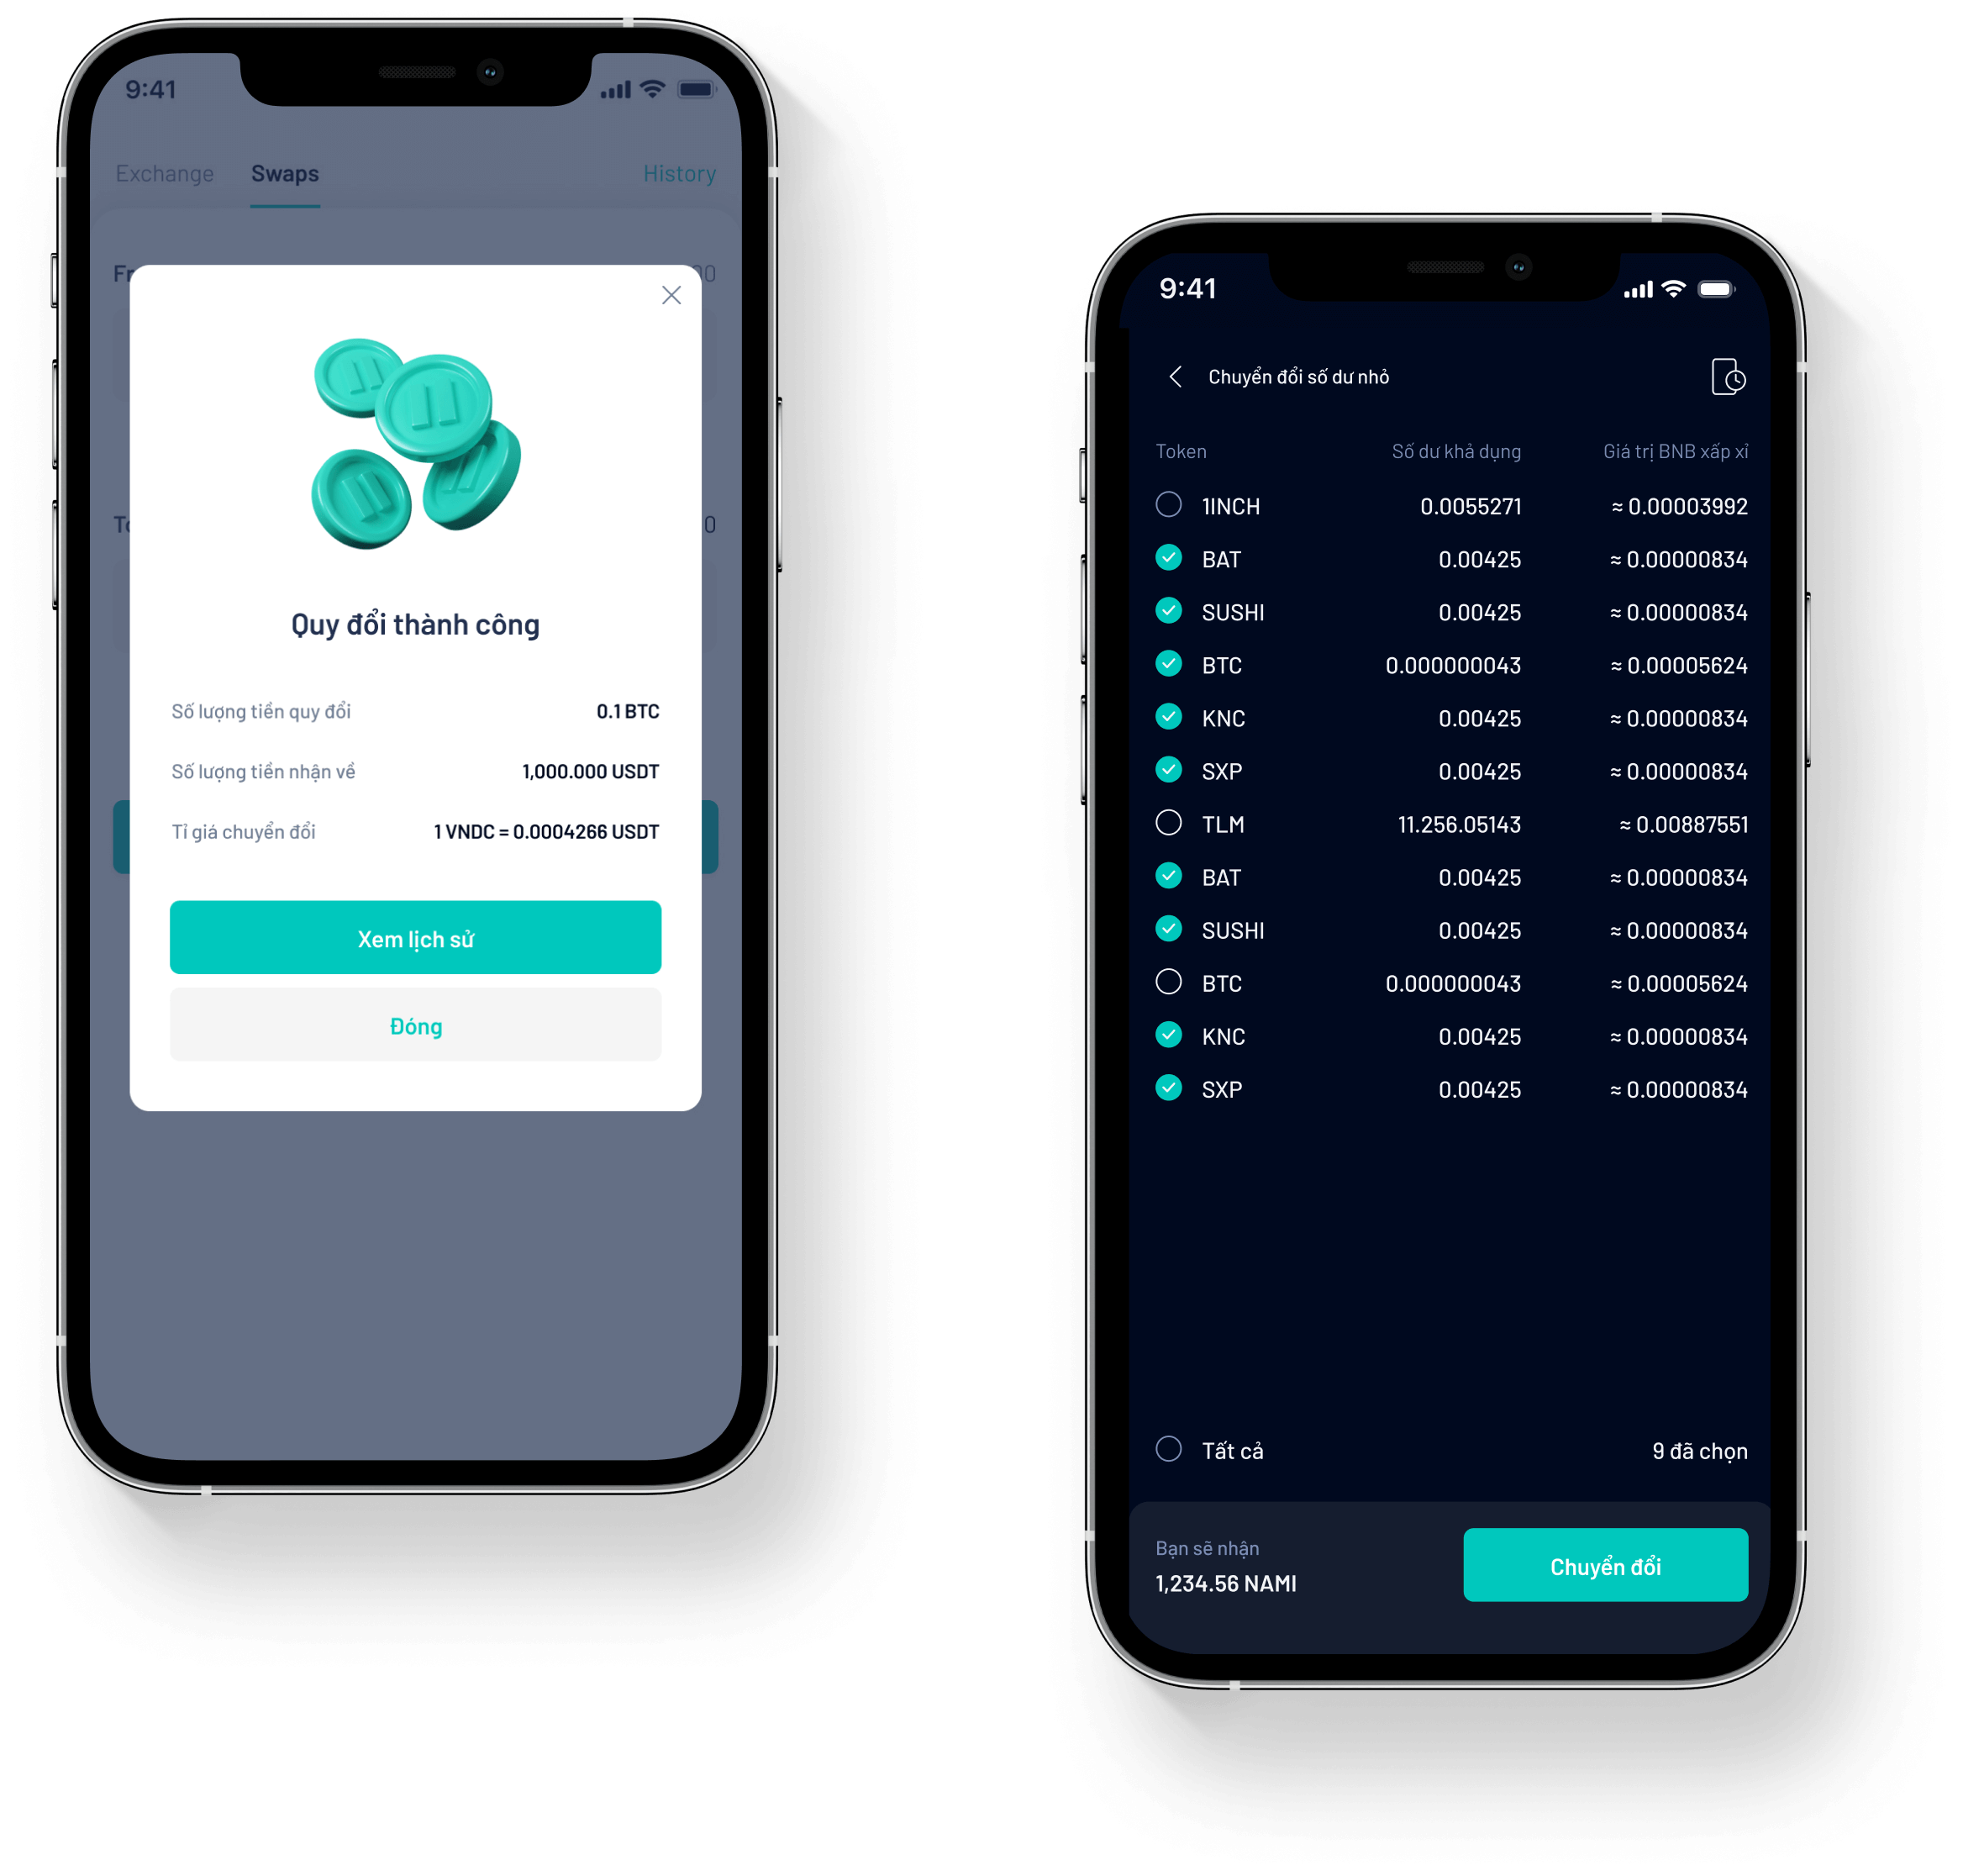 9:41
Exchange Swaps History
Quy đổi thành công
Số lượng tiền quy đổi 0.1 BTC
Số lượng tiền nhận về 1,000.000 USDT
Tỉ giá chuyển đổi 1 VNDC = 0.0004266 USDT
Xem lịch sử
Đóng
9:41
Chuyển đổi số dư nhỏ
Token Số dư khả dụng Giá trị BNB xấp xỉ
1INCH 0.0055271 ≈ 0.00003992
BAT 0.00425 ≈ 0.00000834
SUSHI 0.00425 ≈ 0.00000834
BTC 0.000000043 ≈ 0.00005624
KNC 0.00425 ≈ 0.00000834
SXP 0.00425 ≈ 0.00000834
TLM 11.256.05143 ≈ 0.00887551
BAT 0.00425 ≈ 0.00000834
SUSHI 0.00425 ≈ 0.00000834
BTC 0.000000043 ≈ 0.00005624
KNC 0.00425 ≈ 0.00000834
SXP 0.00425 ≈ 0.00000834
Tất cả 9 đã chọn
Bạn sẽ nhận
1,234.56 NAMI
Chuyển đổi